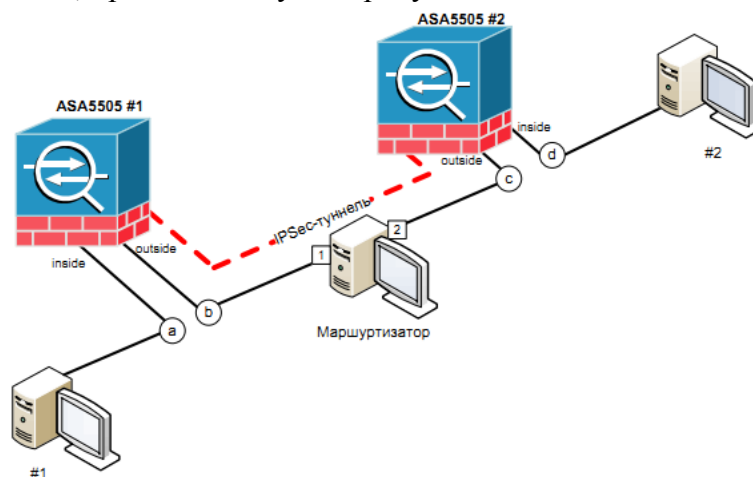 ASA5505 #2
ASA5505 #1
inside
outside
d
#2
c
IPSec-туннель
2
1
inside
outside
b
a
Маршуртизатор
#1